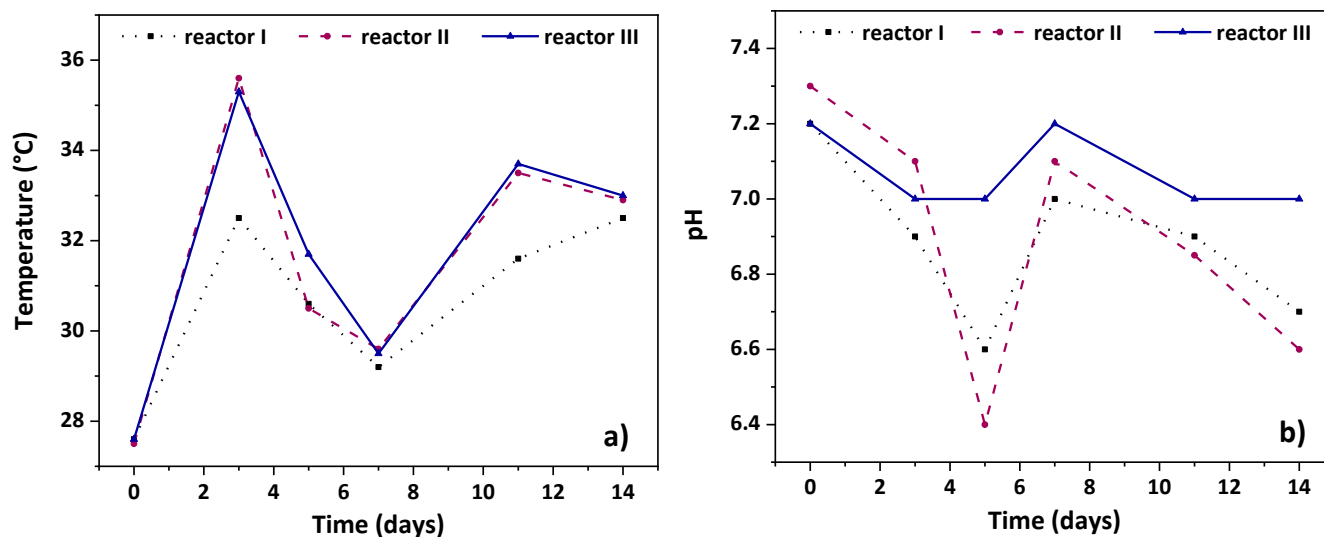 reactor I reactor II reactor III
36
34
32
30
28
Temperature (°C)
a)
0 2 4 6 8 10 12 14
Time (days)
reactor I reactor II reactor III
7.4
7.2
7.0
6.8
6.6
6.4
pH
b)
0 2 4 6 8 10 12 14
Time (days)